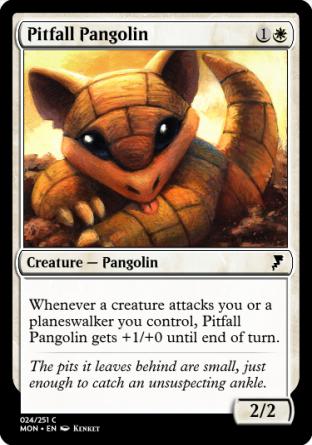 Pitfall Pangolin 1
Creature — Pangolin
Whenever a creature attacks you or a
planeswalker you control, Pitfall
Pangolin gets +1/+0 until end of turn.
The pits it leaves behind are small, just
enough to catch an unsuspecting ankle.
2/2
024/251 C
MON • EN KENKET